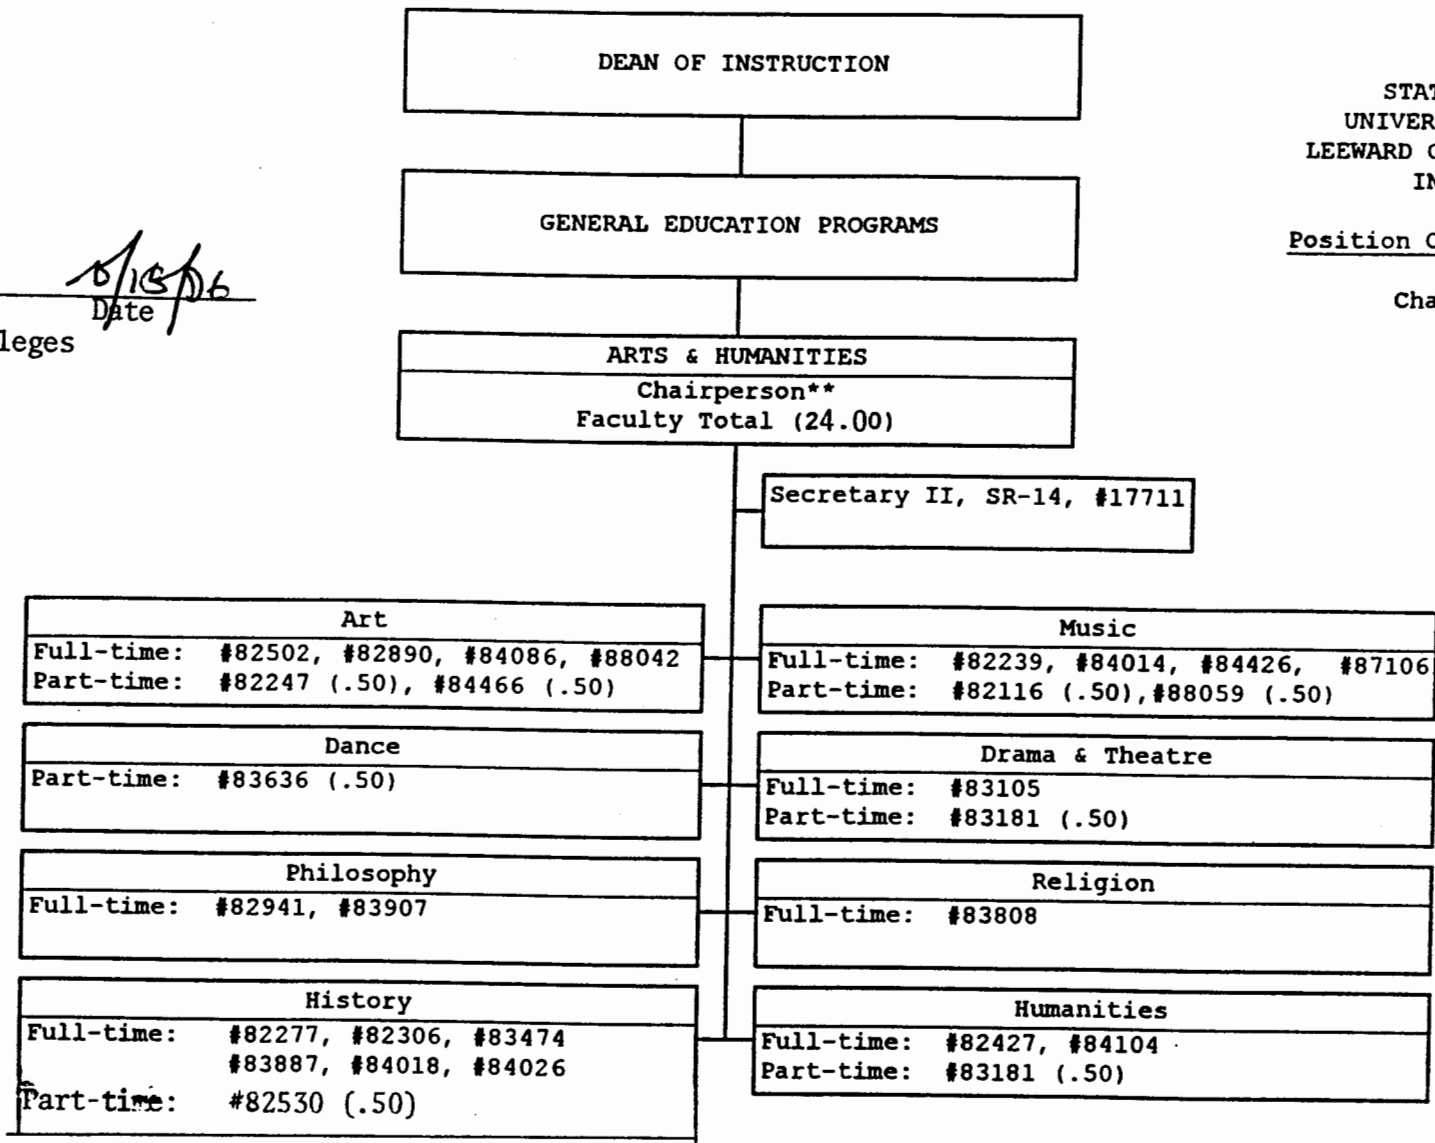 DEAN OF INSTRUCTION
STAT
UNIVER
LEEWARD C
IN
GENERAL EDUCATION PROGRAMS
Position C
Cha
Date
leges
ARTS & HUMANITIES
Chairperson**
Faculty Total (24.00)
Secretary II, SR-14, #17711
Art
Full-time: #82502, #82890, #84086, #88042
Part-time: #82247 (.50), #84466 (.50)
Music
Full-time: #82239, #84014, #84426, #87106
Part-time: #82116 (.50),#88059 (.50)
Dance
Part-time: #83636 (.50)
Drama & Theatre
Full-time: #83105
Part-time: #83181 (.50)
Philosophy
Full-time: #82941, #83907
Religion
Full-time: #83808
History
Full-time: #82277, #82306, #83474
#83887, #84018, #84026
Part-time: #82530 (.50)
Humanities
Full-time: #82427, #84104
Part-time: #83181 (.50)